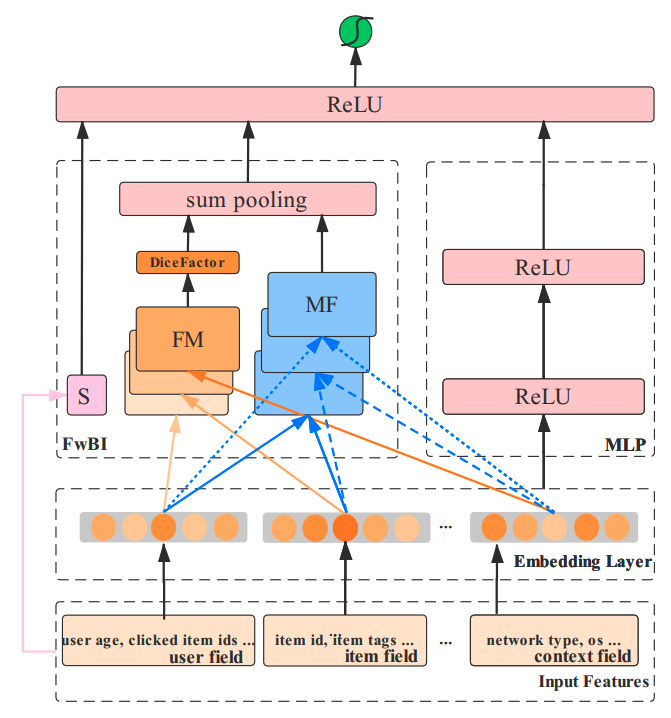 ReLU
sum pooling
DiceFactor
MF
ReLU
FM
S
ReLU
FwBI
MLP
...
Embedding Layer
user age, clicked item ids ...
user field
item id, item tags ...
item field
...
network type, os ...
context field
Input Features